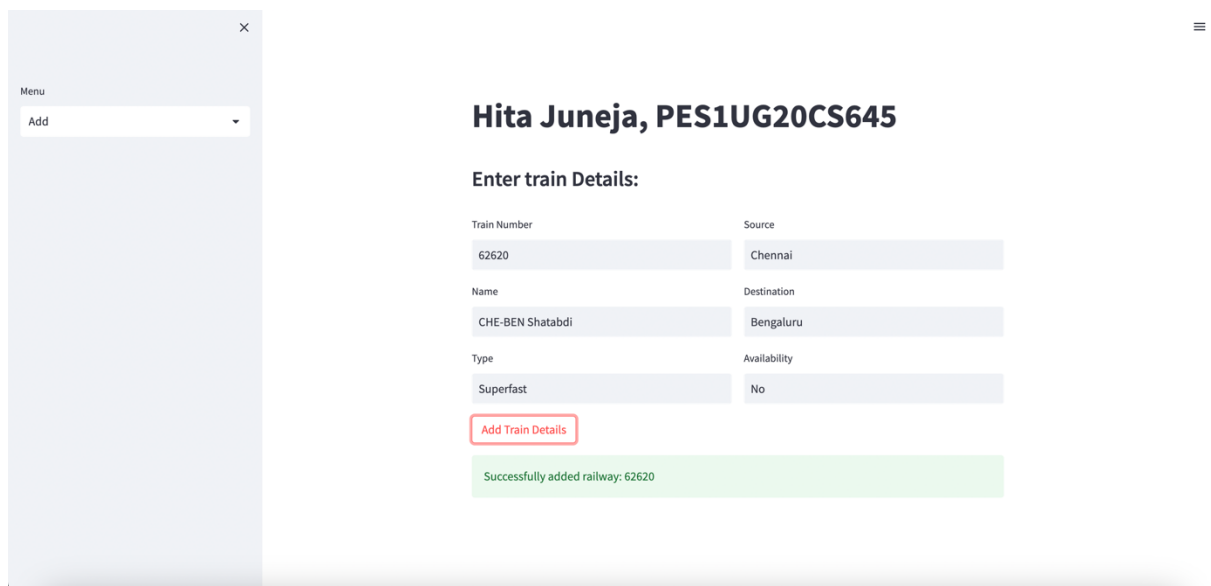 Menu
Add
Hita Juneja, PES1UG20CS645
Enter train Details:
Train Number
62620
Source
Chennai
Name
CHE-BEN Shatabdi
Destination
Bengaluru
Type
Superfast
Availability
No
Add Train Details
Successfully added railway: 62620